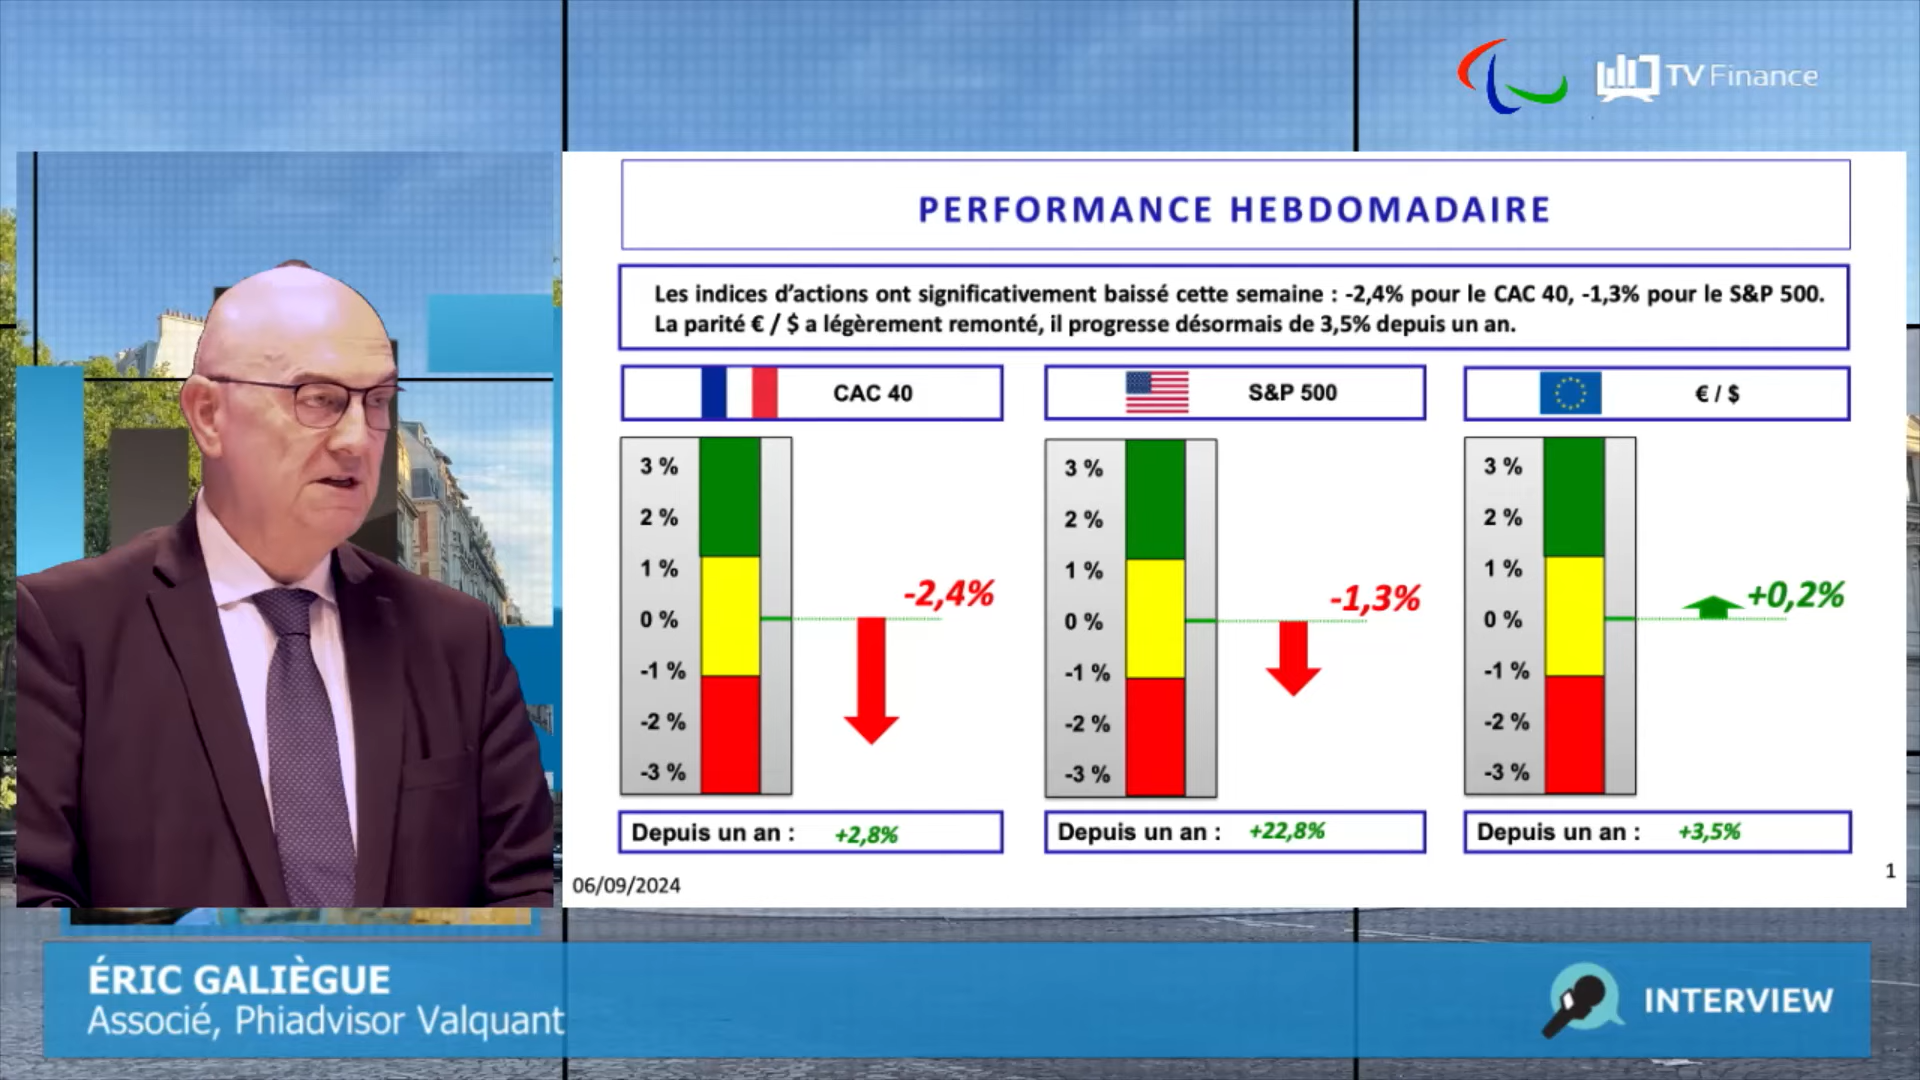 TV Finance
PERFORMANCE HEBDOMADAIRE
Les indices d’actions ont significativement baissé cette semaine : -2,4% pour le CAC 40, -1,3% pour le S&P 500.
La parité € / $ a légèrement remonté, il progresse désormais de 3,5% depuis un an.
CAC 40
3 %
2 %
1 %
0 %
-1 %
-2 %
-3 %
-2,4%
Depuis un an : +2,8%
S&P 500
3 %
2 %
1 %
0 %
-1 %
-2 %
-3 %
-1,3%
Depuis un an : +22,8%
€ / $
3 %
2 %
1 %
0 %
-1 %
-2 %
-3 %
+0,2%
Depuis un an : +3,5%
06/09/2024
1
ÉRIC GALIÈGUE
Associé, Phiadvisor Valquant
INTERVIEW